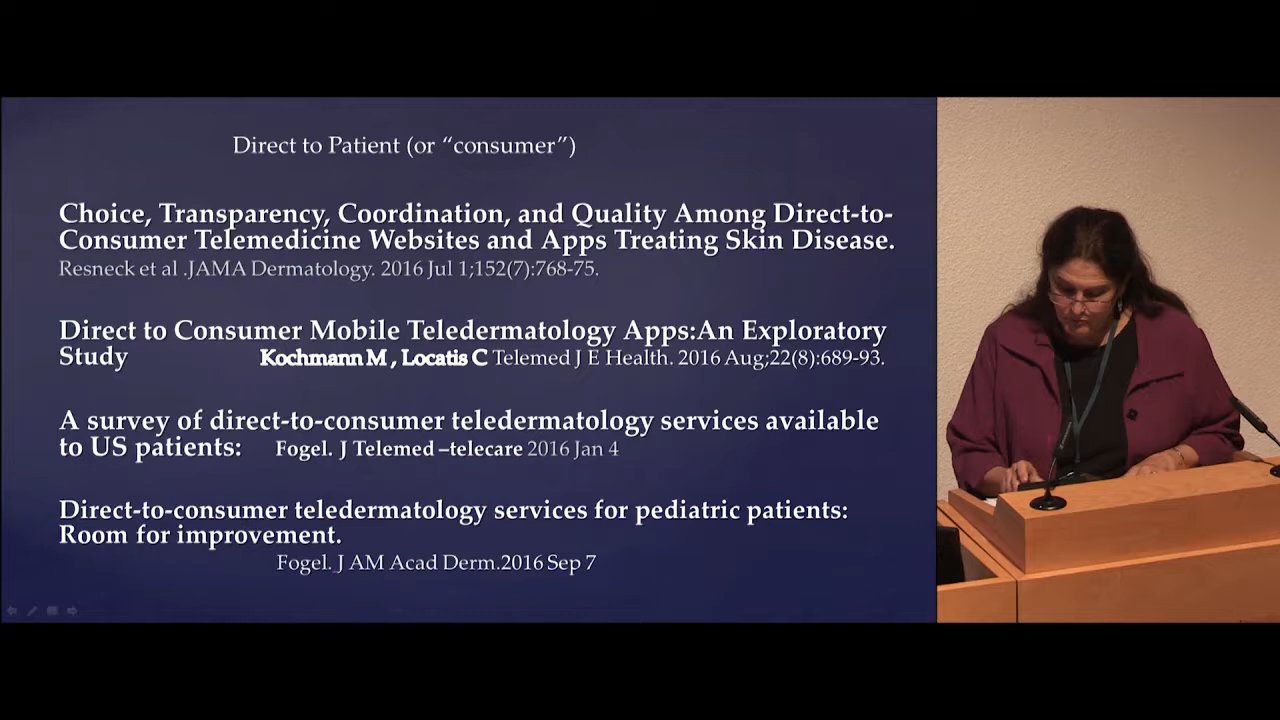 Direct to Patient (or “consumer”)
Choice, Transparency, Coordination, and Quality Among Direct-to-
Consumer Telemedicine Websites and Apps Treating Skin Disease.
Resneck et al .JAMA Dermatology. 2016 Jul 1;152(7):768-75.
Direct to Consumer Mobile Teledermatology Apps:An Exploratory
Study Kochmann M , Locatis C Telemed J E Health. 2016 Aug;22(8):689-93.
A survey of direct-to-consumer teledermatology services available
to US patients: Fogel. J Telemed –telecare 2016 Jan 4
Direct-to-consumer teledermatology services for pediatric patients:
Room for improvement.
Fogel. J AM Acad Derm.2016 Sep 7